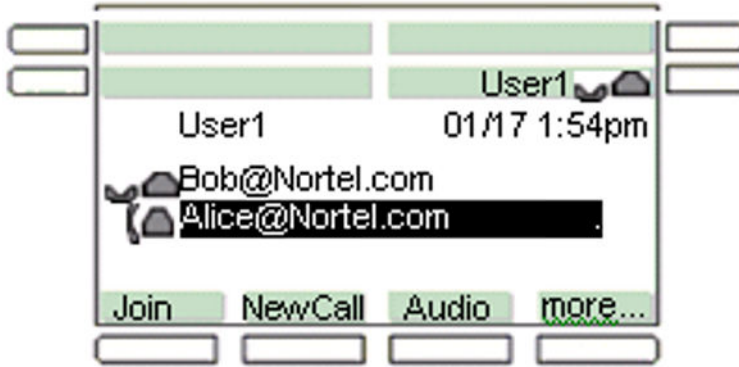 User1
User1 01/17 1:54pm
Bob@Nortel.com
Alice@Nortel.com .
Join NewCall Audio more...